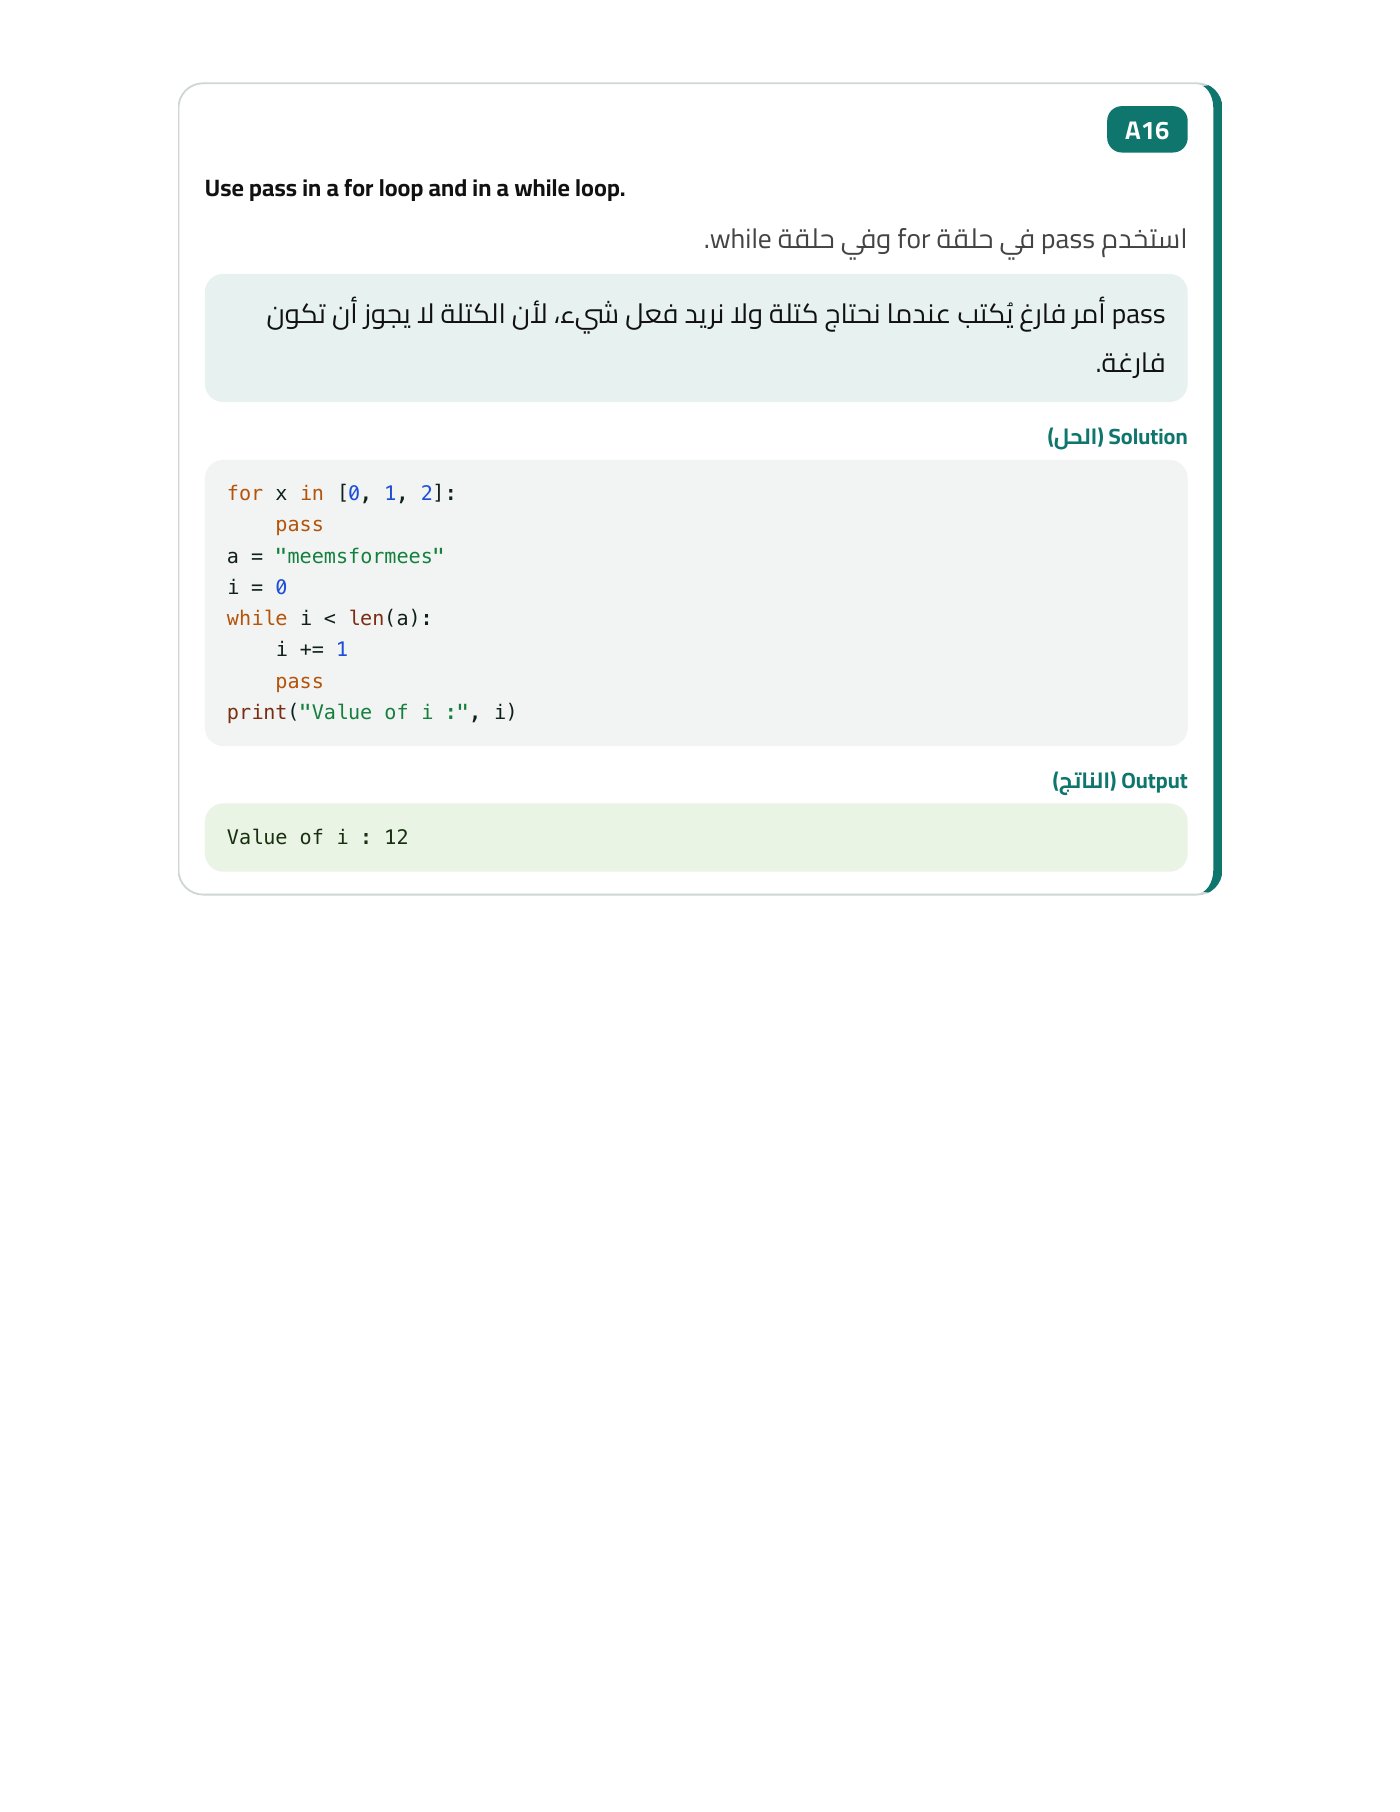 A16
Use pass in a for loop and in a while loop.
استخدم pass في حلقة for وفي حلقة while.
pass أمر فارغ يُكتب عندما نحتاج كتلة ولا نريد فعل شيء، لأن الكتلة لا يجوز أن تكون
فارغة.
Solution (الحل)
for x in [0, 1, 2]:
    pass
a = "meemsformees"
i = 0
while i < len(a):
    i += 1
    pass
print("Value of i :", i)
Output (الناتج)
Value of i : 12